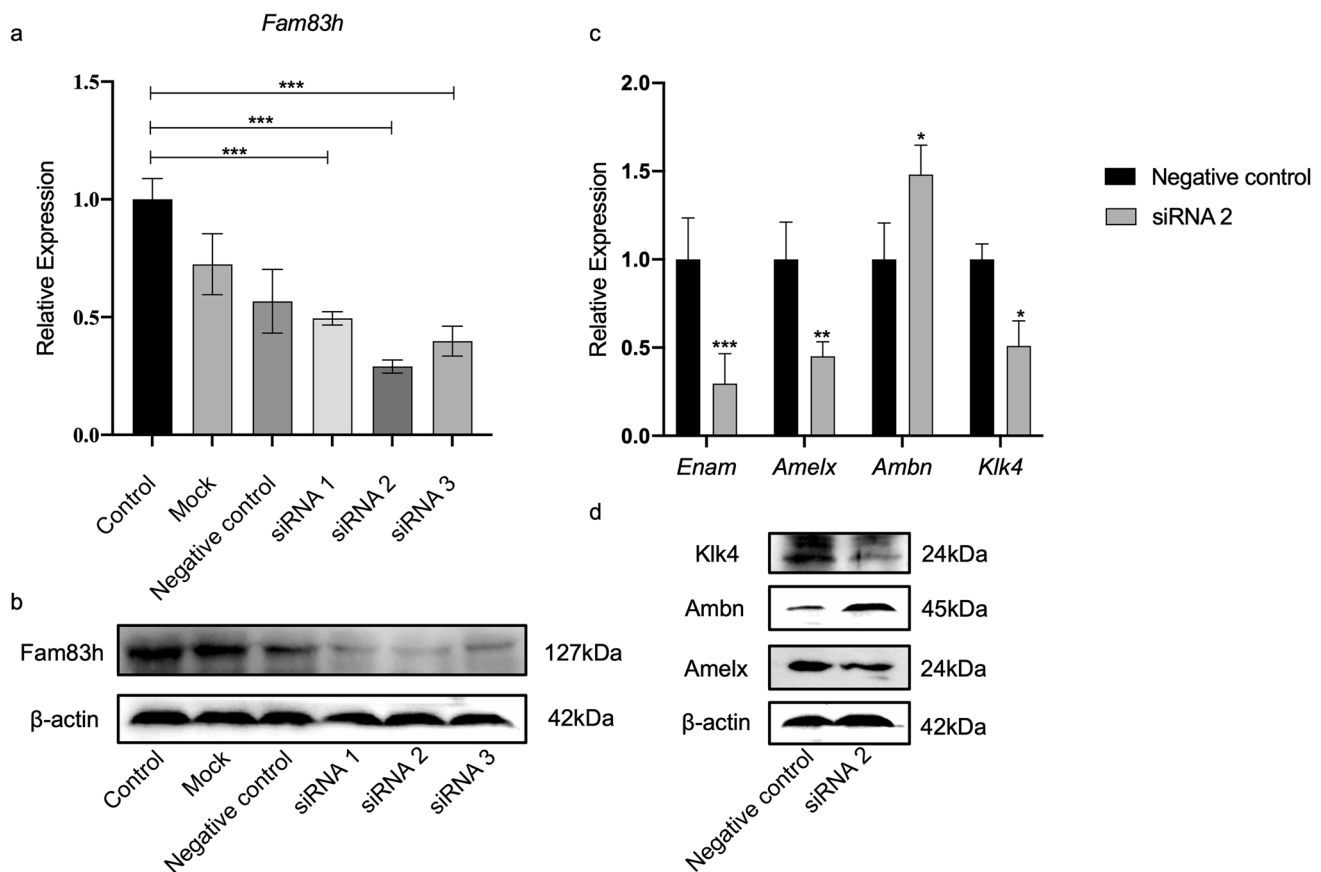 a
Fam83h
Relative Expression
1.5
1.0
0.5
0.0
***
***
***
Control
Mock
Negative control
siRNA 1
siRNA 2
siRNA 3
b
Fam83h
127kDa
β-actin
42kDa
Control
Mock
Negative control
siRNA 1
siRNA 2
siRNA 3
c
Relative Expression
2.0
1.5
1.0
0.5
0.0
***
**
*
*
Enam
Amelx
Ambn
Klk4
Negative control
siRNA 2
d
Klk4
24kDa
Ambn
45kDa
Amelx
24kDa
β-actin
42kDa
Negative control
siRNA 2